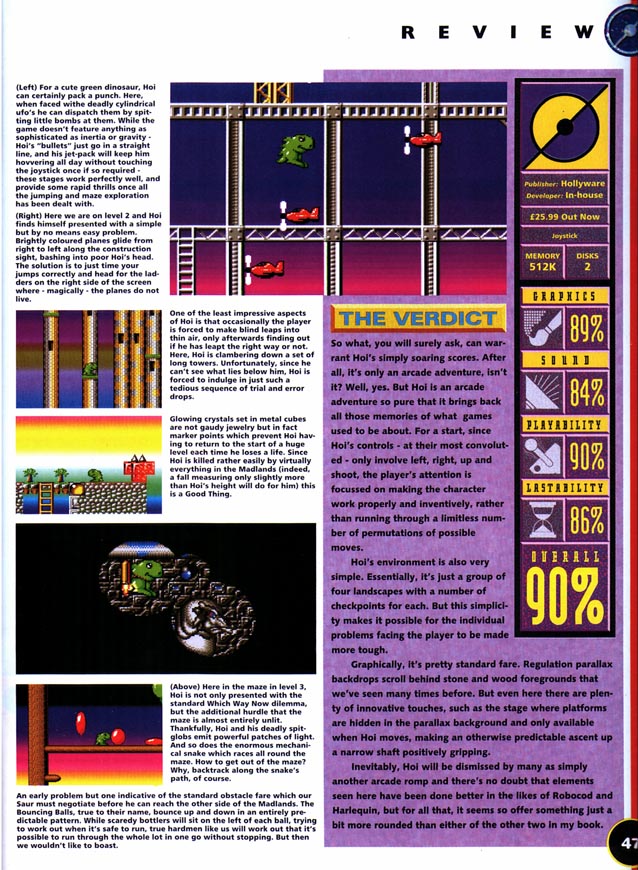 REVIEW
(Left) For a cute green dinosaur, Hoi
can certainly pack a punch. Here,
when faced withe deadly cylindrical
ufo's he can dispatch them by spit-
ting little bombs at them. While the
game doesn't feature anything as
sophisticated as inertia or gravity -
Hoi's "bullets" just go in a straight
line, and his jet-pack will keep him
hovvering all day without touching
the joystick once if so required -
these stages work perfectly well, and
provide some rapid thrills once all
the jumping and maze exploration
has been dealt with.
(Right) Here we are on level 2 and Hoi
finds himself presented with a simple
but by no means easy problem.
Brightly coloured planes glide from
right to left along the construction
sight, bashing into poor Hoi's head.
The solution is to just time your
jumps correctly and head for the lad-
ders on the right side of the screen
where - magically - the planes do not
live.
One of the least impressive aspects
of Hoi is that occasionally the player
is forced to make blind leaps into
thin air, only afterwards finding out
if he has leapt the right way or not.
Here, Hoi is clambering down a set of
long towers. Unfortunately, since he
can't see what lies below him, Hoi is
forced to indulge in just such a
tedious sequence of trial and error
drops.
Glowing crystals set in metal cubes
are not gaudy jewelry but in fact
marker points which prevent Hoi hav-
ing to return to the start of a huge
level each time he loses a life. Since
Hoi is killed rather easily by virtually
everything in the Madlands (indeed,
a fall measuring only slightly more
than Hoi's height will do for him) this
is a Good Thing.
(Above) Here in the maze in level 3,
Hoi is not only presented with the
standard Which Way Now dilemma,
but the additional hurdle that the
maze is almost entirely unlit.
Thankfully, Hoi and his deadly spit-
globs emit powerful patches of light.
And so does the enormous mechani-
cal snake which races all round the
maze. How to get out of the maze?
Why, backtrack along the snake's
path, of course.
An early problem but one indicative of the standard obstacle fare which our
Saur must negotiate before he can reach the other side of the Madlands. The
Bouncing Balls, true to their name, bounce up and down in an entirely pre-
dictable pattern. While scaredy bottlers will sit on the left of each ball, trying
to work out when it's safe to run, true hardmen like us will work out that it's
possible to run through the whole lot in one go without stopping. But then
we wouldn't like to boast.
THE VERDICT
So what, you will surely ask, can war-
rant Hoi's simply soaring scores. After
all, it's only an arcade adventure, isn't
it? Well, yes. But Hoi is an arcade
adventure so pure that it brings back
all those memories of what games
used to be about. For a start, since
Hoi's controls - at their most convolut-
ed - only involve left, right, up and
shoot, the player's attention is
focussed on making the character
work properly and inventively, rather
than running through a limitless num-
ber of permutations of possible
moves.
Hoi's environment is also very
simple. Essentially, it's just a group of
four landscapes with a number of
checkpoints for each. But this simplici-
ty makes it possible for the individual
problems facing the player to be made
more tough.
Graphically, it's pretty standard fare. Regulation parallax
backdrops scroll behind stone and wood foregrounds that
we've seen many times before. But even here there are plen-
ty of innovative touches, such as the stage where platforms
are hidden in the parallax background and only available
when Hoi moves, making an otherwise predictable ascent up
a narrow shaft positively gripping.
Inevitably, Hoi will be dismissed by many as simply
another arcade romp and there's no doubt that elements
seen here have been done better in the likes of Robocod and
Harlequin, but for all that, it seems so offer something just a
bit more rounded than either of the other two in my book.
Publisher: Hollyware
Developer: In-house
£25.99 Out Now
Joystick
MEMORY
512K
DISKS
2
GRAPHICS
89%
SOUND
84%
PLAYABILITY
90%
LASTABILITY
86%
OVERALL
90%
47